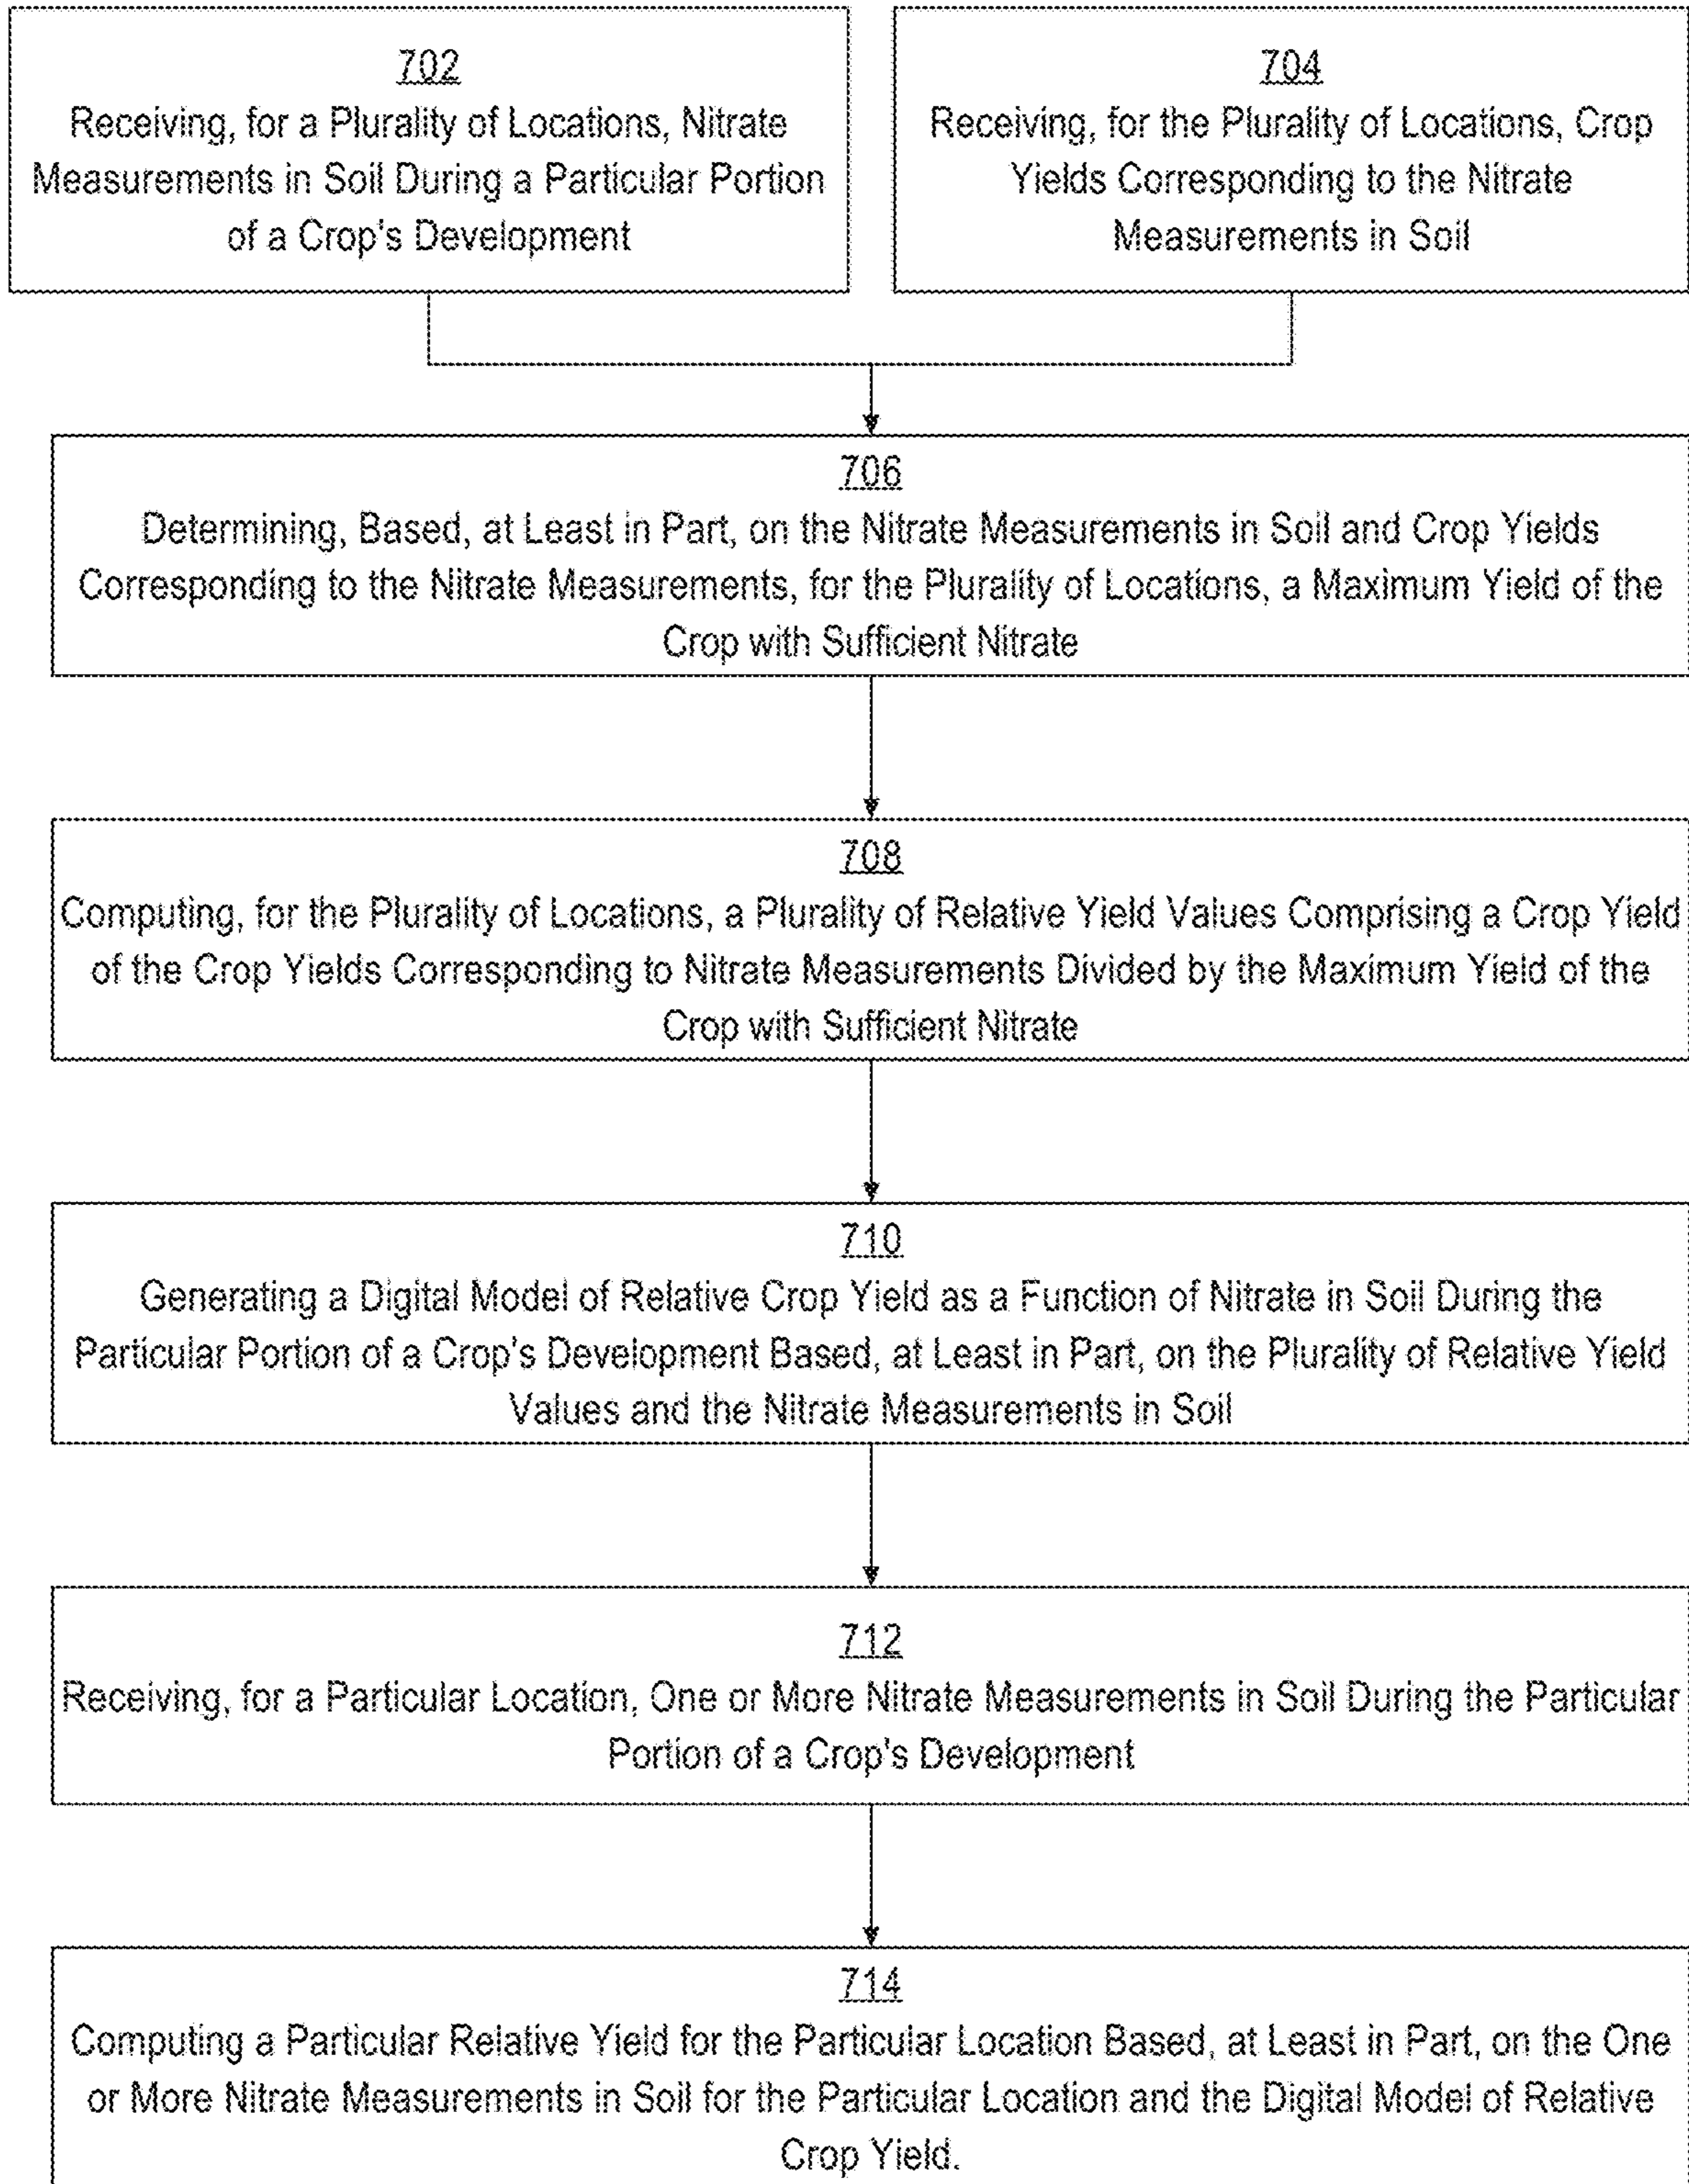 702
Receiving, for a Plurality of Locations, Nitrate
Measurements in Soil During a Particular Portion
of a Crop's Development
704
Receiving, for the Plurality of Locations, Crop
Yields Corresponding to the Nitrate
Measurements in Soil
706
Determining, Based, at Least in Part, on the Nitrate Measurements in Soil and Crop Yields
Corresponding to the Nitrate Measurements, for the Plurality of Locations, a Maximum Yield of the
Crop with Sufficient Nitrate
708
Computing, for the Plurality of Locations, a Plurality of Relative Yield Values Comprising a Crop Yield
of the Crop Yields Corresponding to Nitrate Measurements Divided by the Maximum Yield of the
Crop with Sufficient Nitrate
710
Generating a Digital Model of Relative Crop Yield as a Function of Nitrate in Soil During the
Particular Portion of a Crop's Development Based, at Least in Part, on the Plurality of Relative Yield
Values and the Nitrate Measurements in Soil
712
Receiving, for a Particular Location, One or More Nitrate Measurements in Soil During the Particular
Portion of a Crop's Development
714
Computing a Particular Relative Yield for the Particular Location Based, at Least in Part, on the One
or More Nitrate Measurements in Soil for the Particular Location and the Digital Model of Relative
Crop Yield.